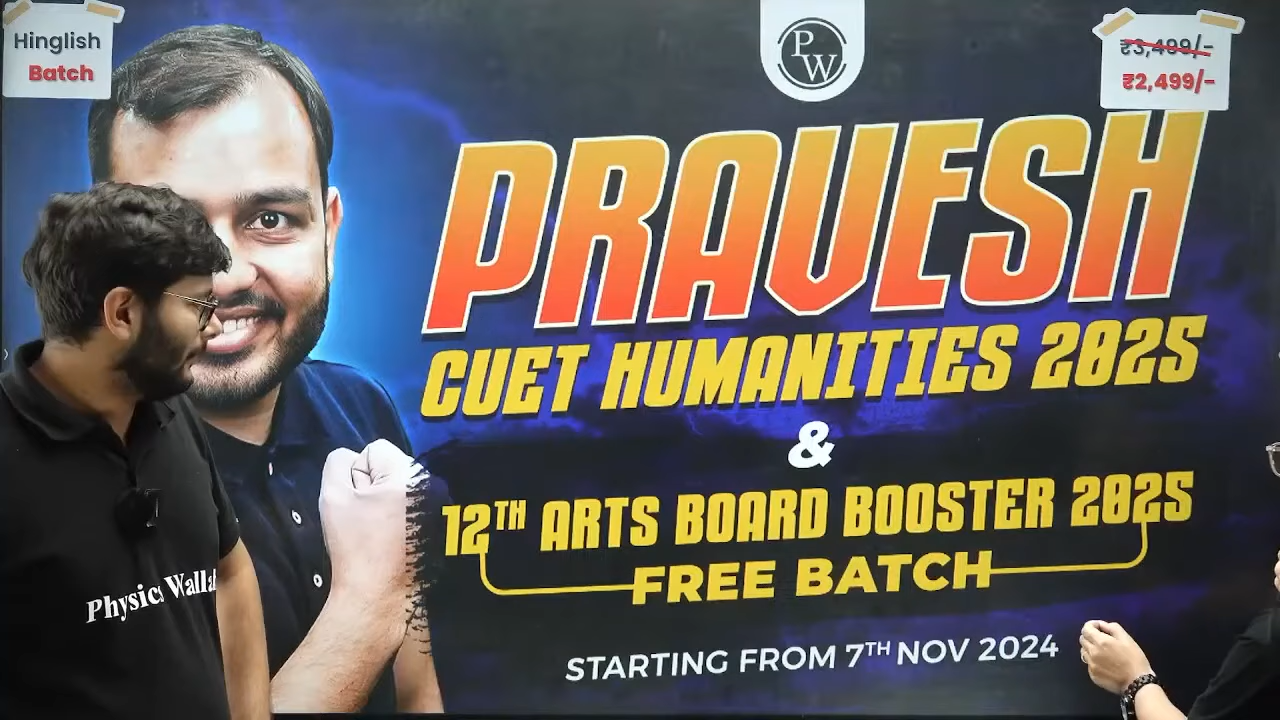 Hinglish
Batch
PW
₹3,499/-
₹2,499/-
PRAVESH
CUET HUMANITIES 2025
&
12TH ARTS BOARD BOOSTER 2025
FREE BATCH
STARTING FROM 7TH NOV 2024
Physics Walla